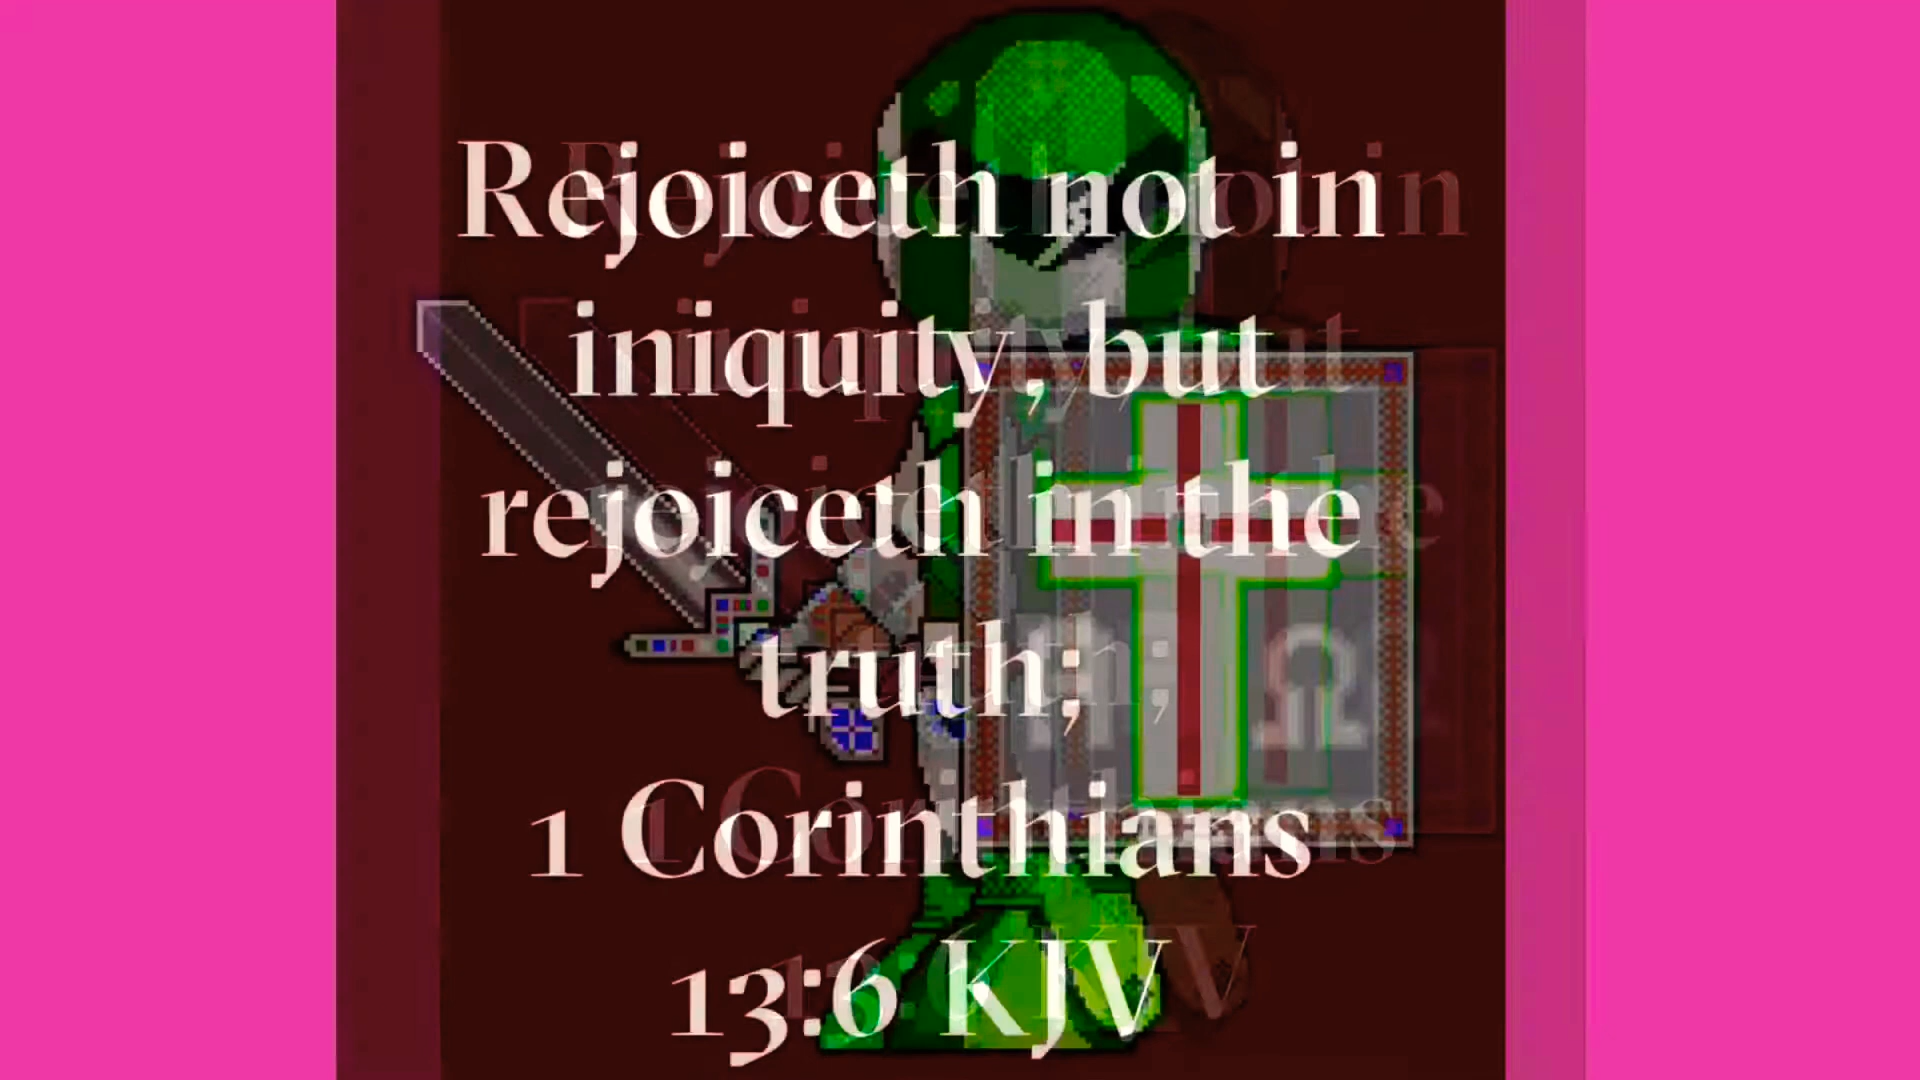 Rejoiceth not in
iniquity, but
rejoiceth in the
truth;
1 Corinthians
13:6 KJV
Ω